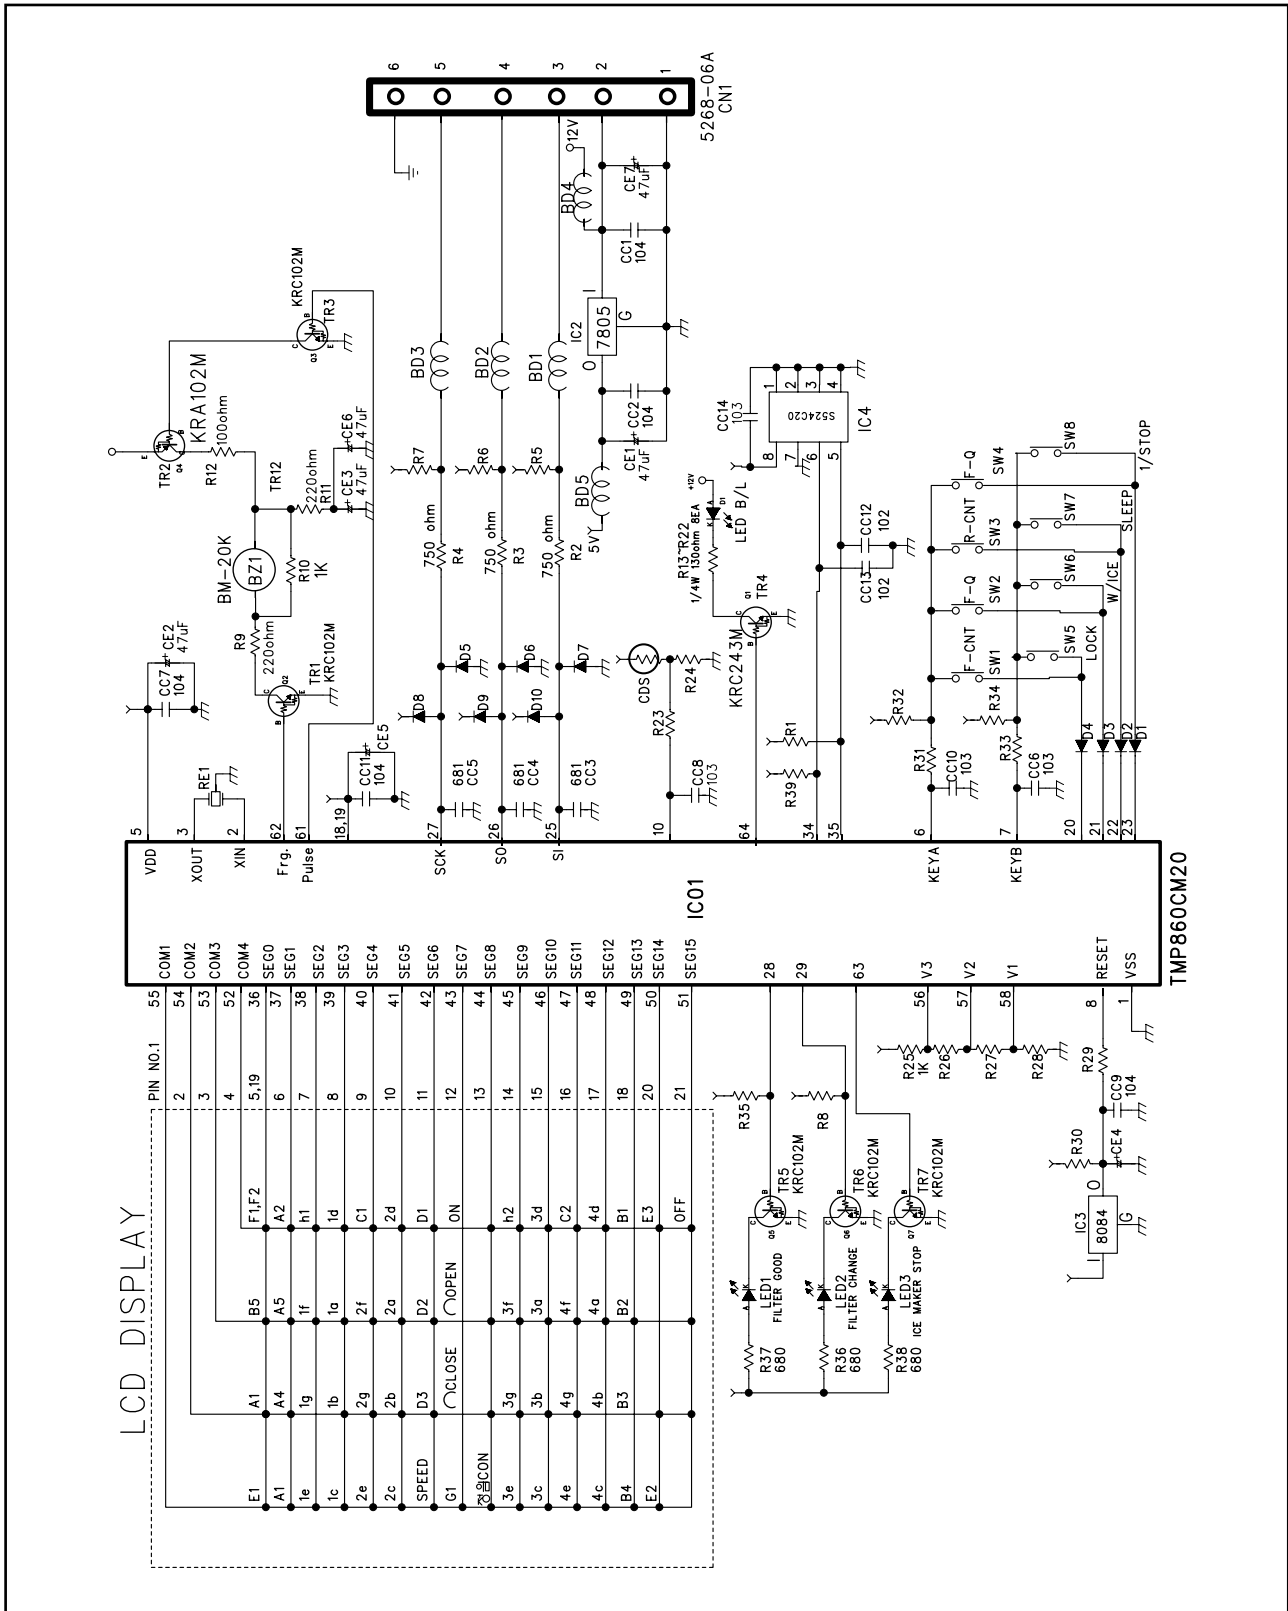 LCD DISPLAY
5268-06A
CN1
6
5
4
3
2
1
12V
BD4
CE7
47uF
CC1
104
IC2
7805
I
O
G
CC2
104
CE1
47uF
BD5
5V
BD3
BD2
BD1
R7
R6
R5
750 ohm
R4
750 ohm
R3
750 ohm
R2
D5
D6
D7
D8
D9
D10
681
CC5
681
CC4
681
CC3
KRC102M
TR3
Q3
B
C
E
KRA102M
TR2
Q4
B
E
R12
100ohm
TR12
220ohm
R11
CE6
47uF
CE3
47uF
BM-20K
BZ1
R10
1K
R9
220ohm
TR1
KRC102M
Q2
B
C
E
CE2
47uF
CC7
104
RE1
CE5
CC11
104
CDS
R23
R24
CC8
103
KRC243M
TR4
Q1
B
C
E
R13~R22
1/4W 130ohm 8EA
+12V
D1
K
A
LED B/L
CC14
103
S524C20
IC4
8
7
6
5
1
2
3
4
CC12
102
CC13
102
R1
R39
R32
R31
CC10
103
R34
R33
CC6
103
F-CNT
SW1
F-Q
SW2
R-CNT
SW3
F-Q
SW4
SW5
LOCK
SW6
W/ICE
SW7
SLEEP
SW8
1/STOP
D4
D3
D2
D1
5
3
2
62
61
18,19
27
26
25
10
64
34
35
6
7
20
21
22
23
VDD
XOUT
XIN
Frg.
Pulse
SCK
SO
SI
KEYA
KEYB
IC01
TMP860CM20
COM1
COM2
COM3
COM4
SEG0
SEG1
SEG2
SEG3
SEG4
SEG5
SEG6
SEG7
SEG8
SEG9
SEG10
SEG11
SEG12
SEG13
SEG14
SEG15
28
29
63
V3
V2
V1
RESET
VSS
55
54
53
52
36
37
38
39
40
41
42
43
44
45
46
47
48
49
50
51
56
57
58
8
1
PIN NO.1
2
3
4
5,19
6
7
8
9
10
11
12
13
14
15
16
17
18
20
21
F1,F2
A2
h1
1d
C1
2d
D1
ON
h2
3d
C2
4d
B1
E3
OFF
B5
A5
1f
1a
2f
2a
D2
OPEN
3f
3a
4f
4a
B2
A1
A4
1g
1b
2g
2b
D3
CLOSE
3g
3b
4g
4b
B3
E1
A1
1e
1c
2e
2c
SPEED
G1
정읨CON
3e
3c
4e
4c
B4
E2
R35
R8
TR5
KRC102M
Q5
B
C
E
TR6
KRC102M
Q6
B
C
E
TR7
KRC102M
Q7
B
C
E
LED1
FILTER GOOD
A
K
LED2
FILTER CHANGE
A
K
LED3
ICE MAKER STOP
A
K
R37
680
R36
680
R38
680
R25
1K
R26
R27
R28
R29
CC9
104
R30
CE4
IC3
8084
I
O
G